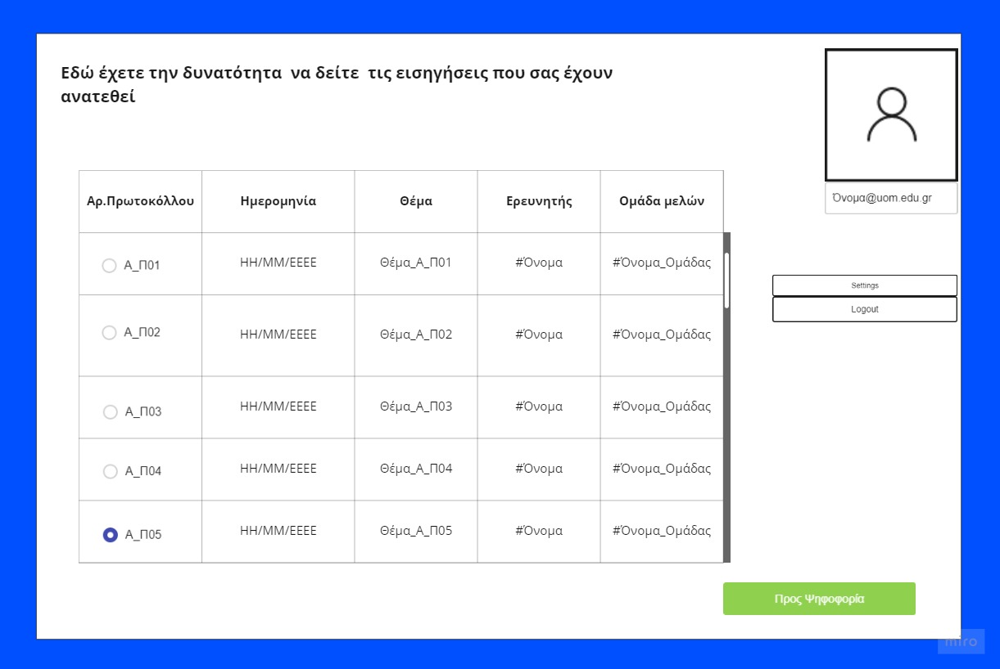 Εδώ έχετε την δυνατότητα  να δείτε  τις εισηγήσεις που σας έχουν
ανατεθεί
Όνομα@uom.edu.gr
Αρ.Πρωτοκόλλου Ημερομηνία Θέμα Ερευνητής Ομάδα μελών
Α_Π01 ΗΗ/ΜΜ/ΕΕΕΕ Θέμα_Α_Π01 #Όνομα #Όνομα_Ομάδας
Settings
Logout
Α_Π02 ΗΗ/ΜΜ/ΕΕΕΕ Θέμα_Α_Π02 #Όνομα #Όνομα_Ομάδας
Α_Π03 ΗΗ/ΜΜ/ΕΕΕΕ Θέμα_Α_Π03 #Όνομα #Όνομα_Ομάδας
Α_Π04 ΗΗ/ΜΜ/ΕΕΕΕ Θέμα_Α_Π04 #Όνομα #Όνομα_Ομάδας
Α_Π05 ΗΗ/ΜΜ/ΕΕΕΕ Θέμα_Α_Π05 #Όνομα #Όνομα_Ομάδας
Προς Ψηφοφορία
miro